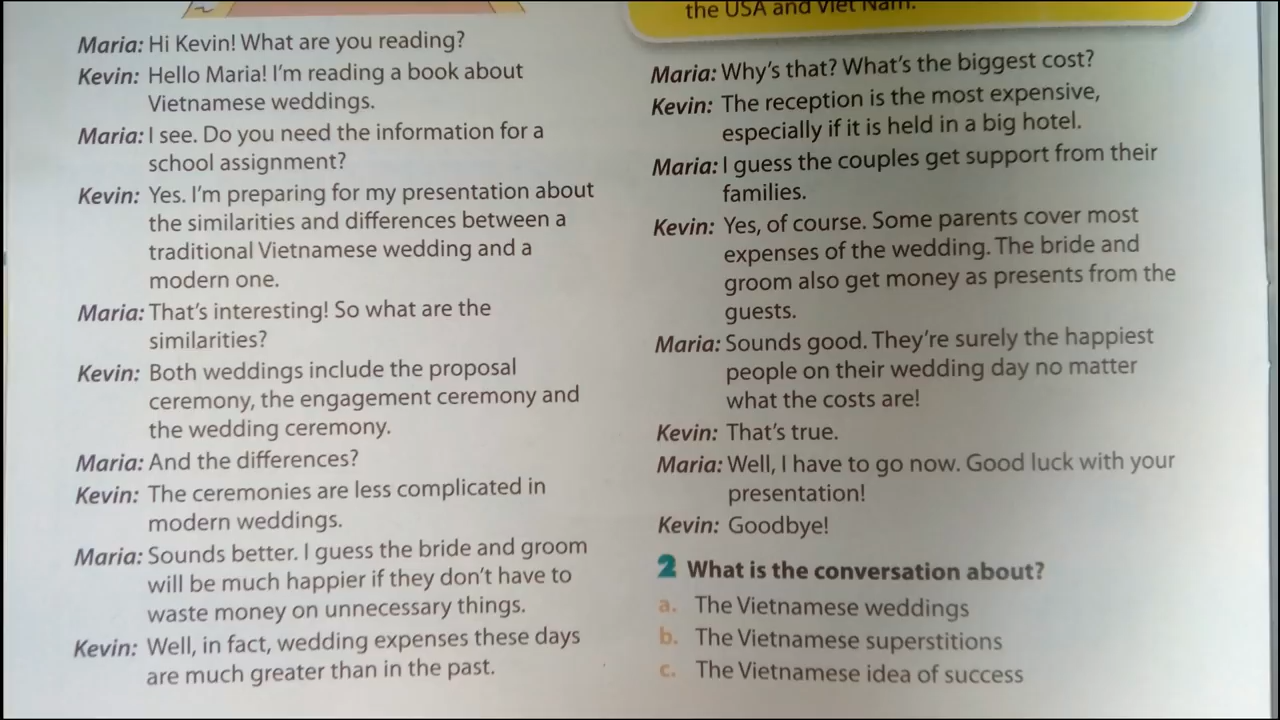 Maria: Hi Kevin! What are you reading?
Kevin: Hello Maria! I'm reading a book about
Vietnamese weddings.
Maria: I see. Do you need the information for a
school assignment?
Kevin: Yes. I'm preparing for my presentation about
the similarities and differences between a
traditional Vietnamese wedding and a
modern one.
Maria: That's interesting! So what are the
similarities?
Kevin: Both weddings include the proposal
ceremony, the engagement ceremony and
the wedding ceremony.
Maria: And the differences?
Kevin: The ceremonies are less complicated in
modern weddings.
Maria: Sounds better. I guess the bride and groom
will be much happier if they don't have to
waste money on unnecessary things.
Kevin: Well, in fact, wedding expenses these days
are much greater than in the past.
the USA and Viet Nam.
Maria: Why's that? What's the biggest cost?
Kevin: The reception is the most expensive,
especially if it is held in a big hotel.
Maria: I guess the couples get support from their
families.
Kevin: Yes, of course. Some parents cover most
expenses of the wedding. The bride and
groom also get money as presents from the
guests.
Maria: Sounds good. They're surely the happiest
people on their wedding day no matter
what the costs are!
Kevin: That's true.
Maria: Well, I have to go now. Good luck with your
presentation!
Kevin: Goodbye!
2 What is the conversation about?
a. The Vietnamese weddings
b. The Vietnamese superstitions
c. The Vietnamese idea of success